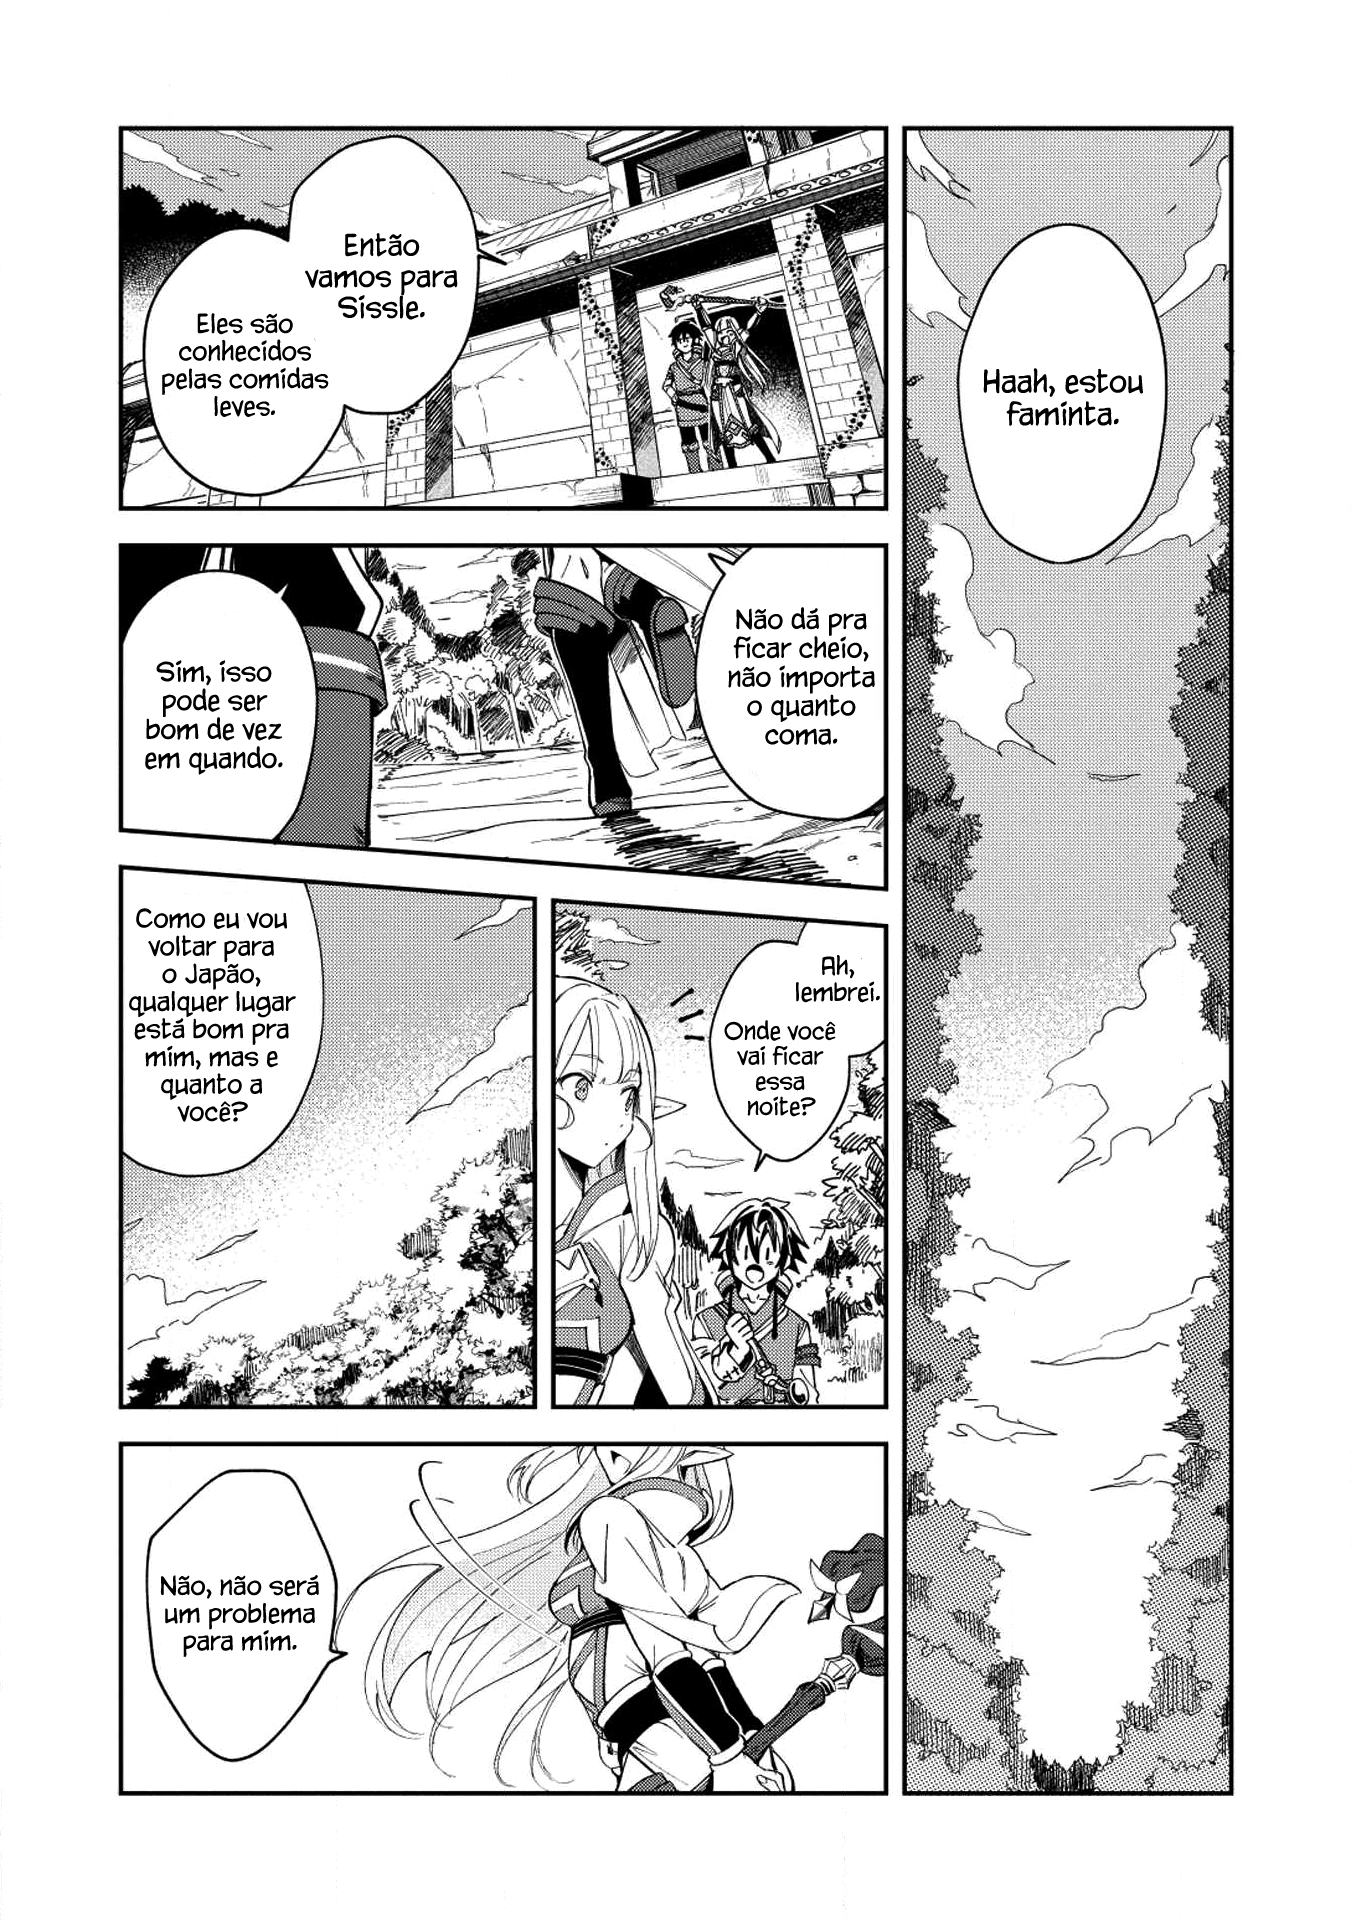 Haah, estou
faminta.
Então
vamos para
Sissle.
Eles são
conhecidos
pelas comidas
leves.
Não dá pra
ficar cheio,
não importa
o quanto
coma.
Sim, isso
pode ser
bom de vez
em quando.
Ah,
lembrei.
Onde você
vai ficar
essa
noite?
Como eu vou
voltar para
o Japão,
qualquer lugar
está bom pra
mim, mas e
quanto a
você?
Não, não será
um problema
para mim.